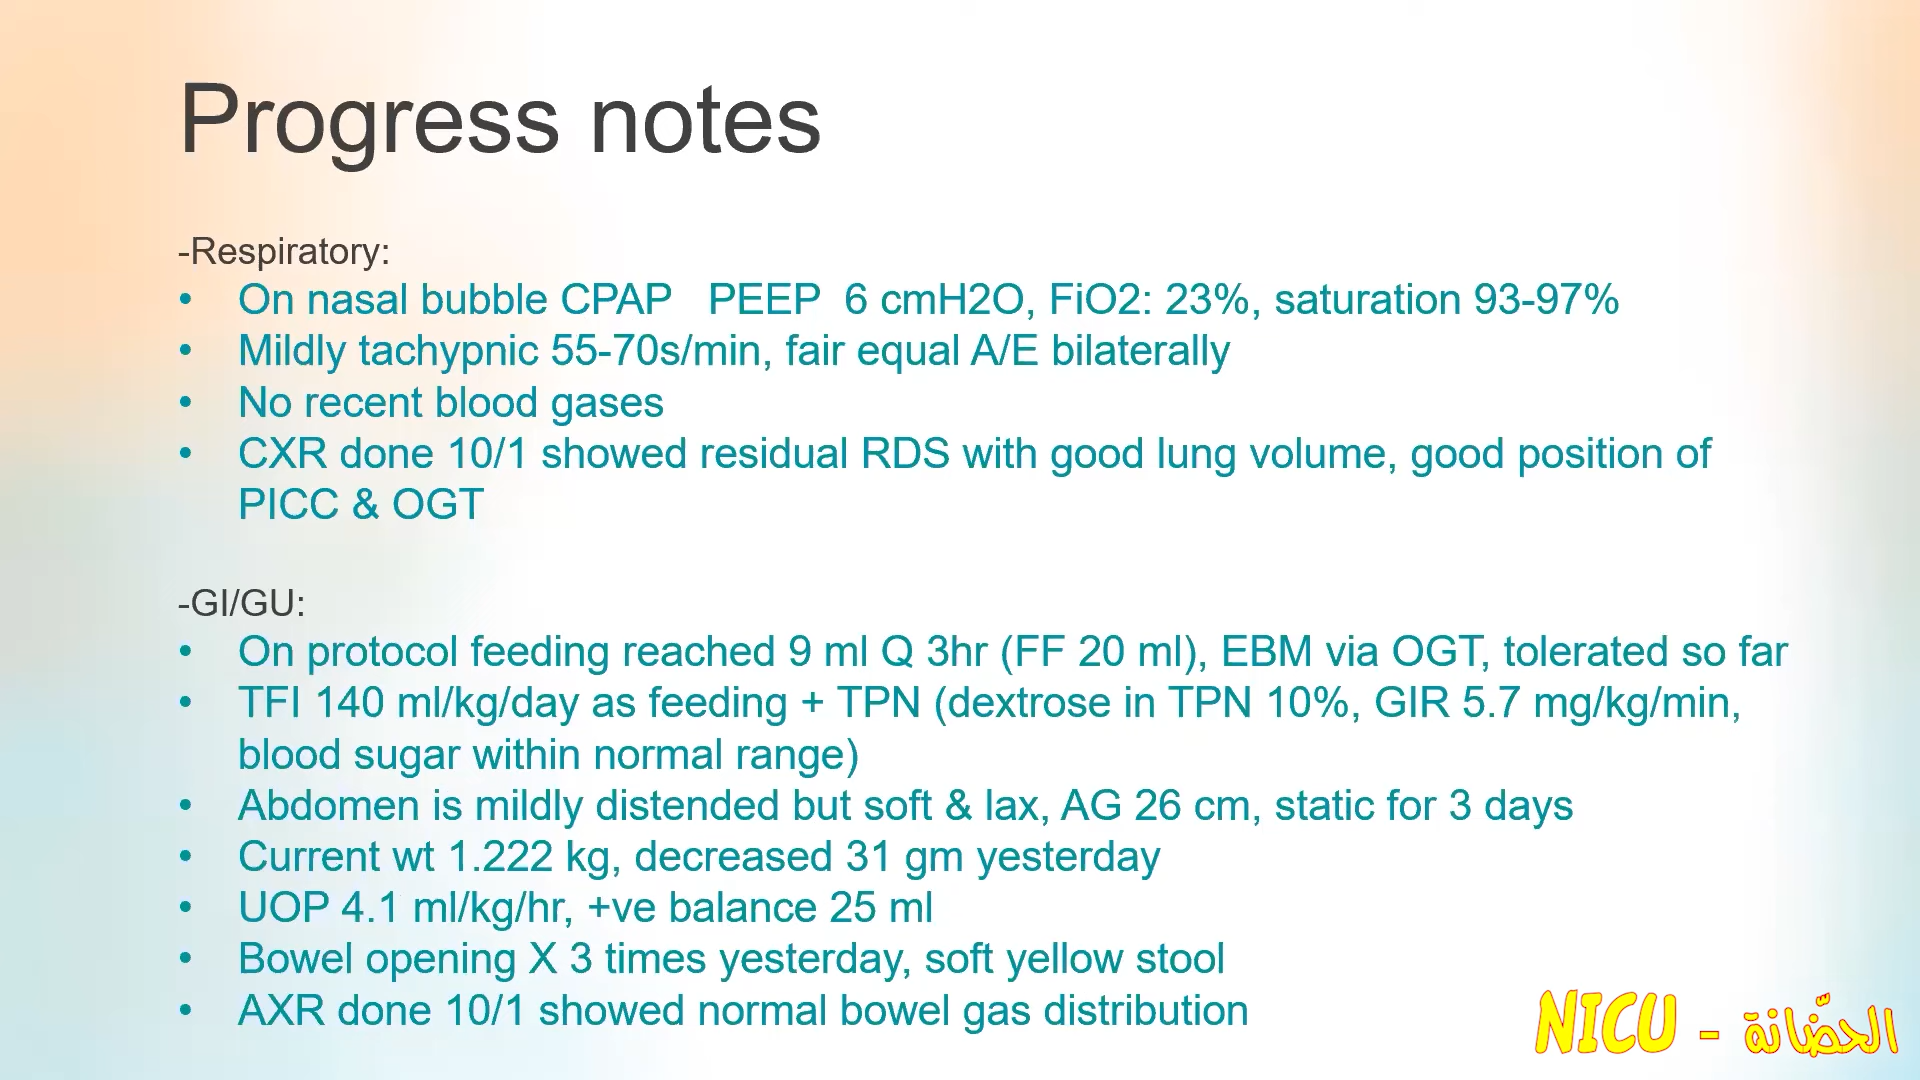 Progress notes
-Respiratory:
• On nasal bubble CPAP PEEP 6 cmH2O, FiO2: 23%, saturation 93-97%
• Mildly tachypnic 55-70s/min, fair equal A/E bilaterally
• No recent blood gases
• CXR done 10/1 showed residual RDS with good lung volume, good position of
PICC & OGT
-GI/GU:
• On protocol feeding reached 9 ml Q 3hr (FF 20 ml), EBM via OGT, tolerated so far
• TFI 140 ml/kg/day as feeding + TPN (dextrose in TPN 10%, GIR 5.7 mg/kg/min,
blood sugar within normal range)
• Abdomen is mildly distended but soft & lax, AG 26 cm, static for 3 days
• Current wt 1.222 kg, decreased 31 gm yesterday
• UOP 4.1 ml/kg/hr, +ve balance 25 ml
• Bowel opening X 3 times yesterday, soft yellow stool
• AXR done 10/1 showed normal bowel gas distribution
NICU - الحضّانة